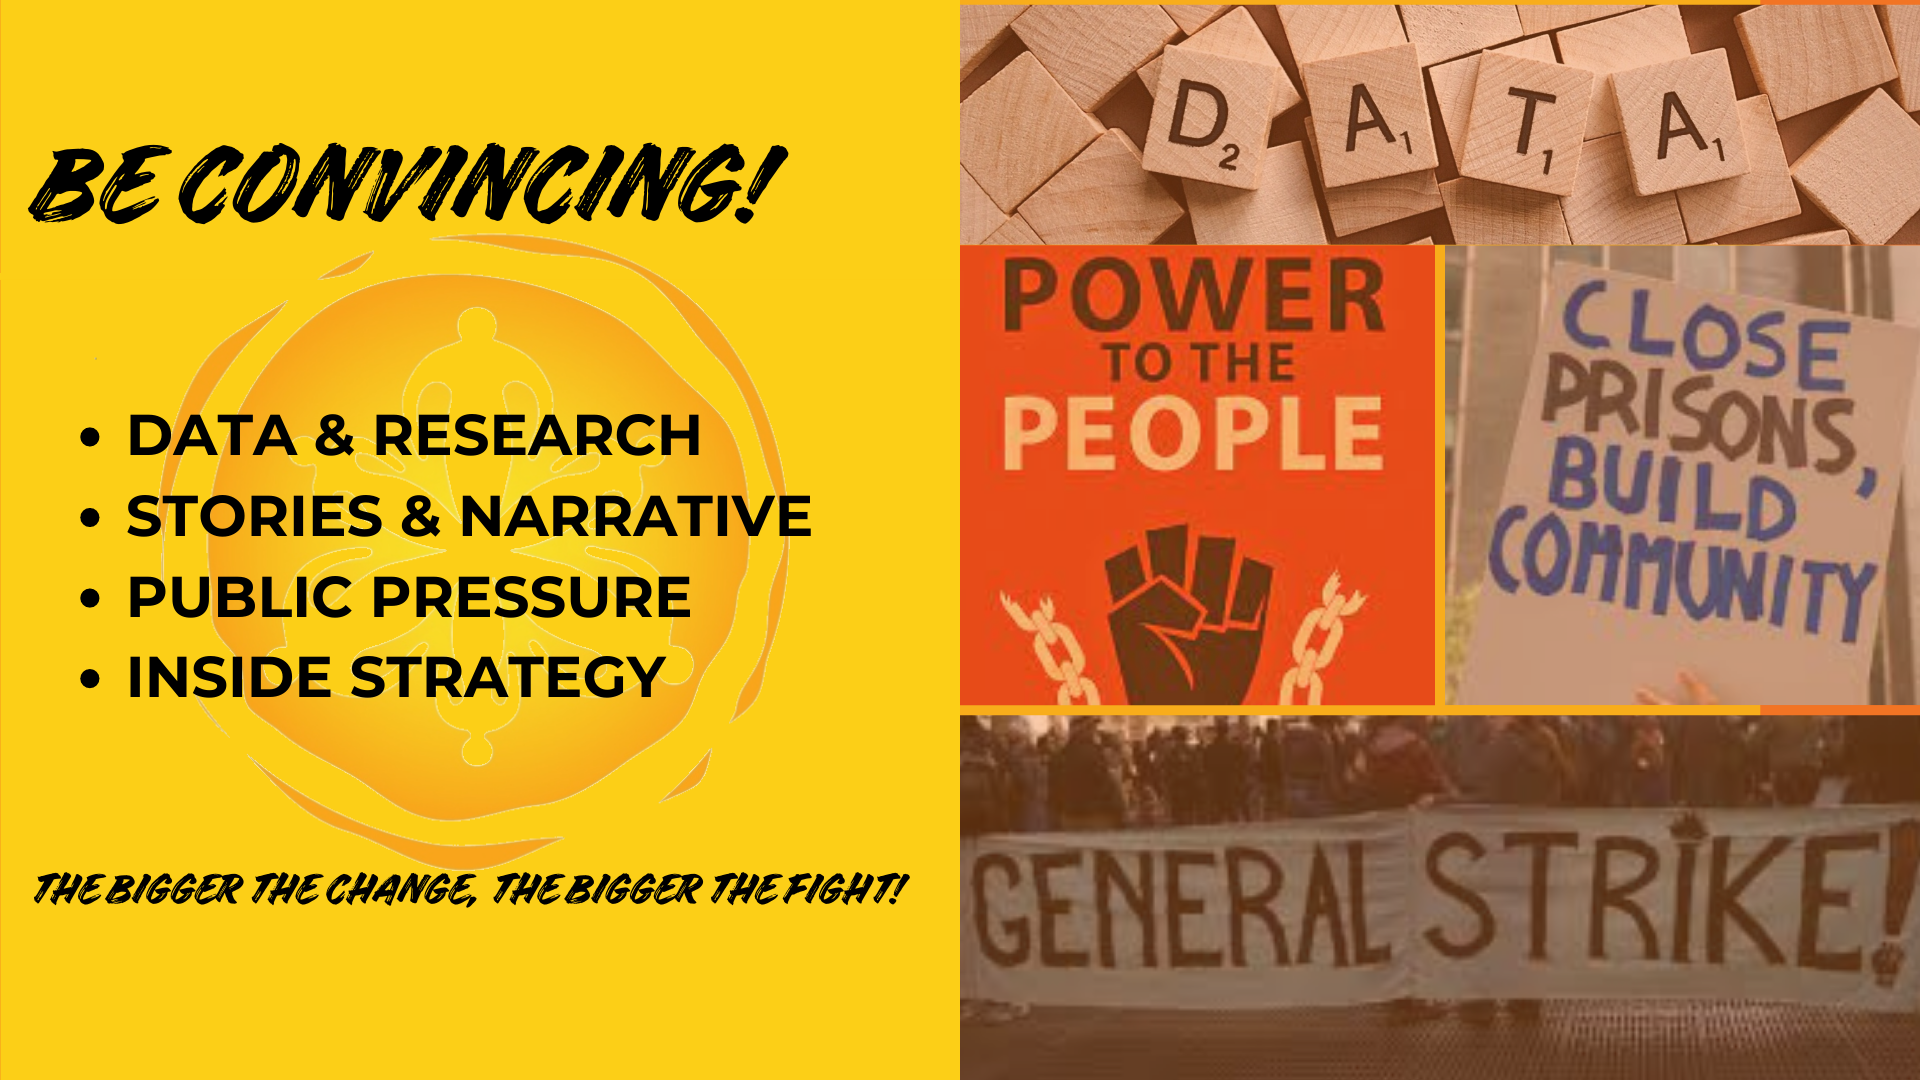 BE CONVINCING!
• DATA & RESEARCH
• STORIES & NARRATIVE
• PUBLIC PRESSURE
• INSIDE STRATEGY
THE BIGGER THE CHANGE, THE BIGGER THE FIGHT!
D2 A1 T1 A1
POWER
TO THE
PEOPLE
CLOSE
PRISONS,
BUILD
COMMUNITY
GENERAL STRIKE!